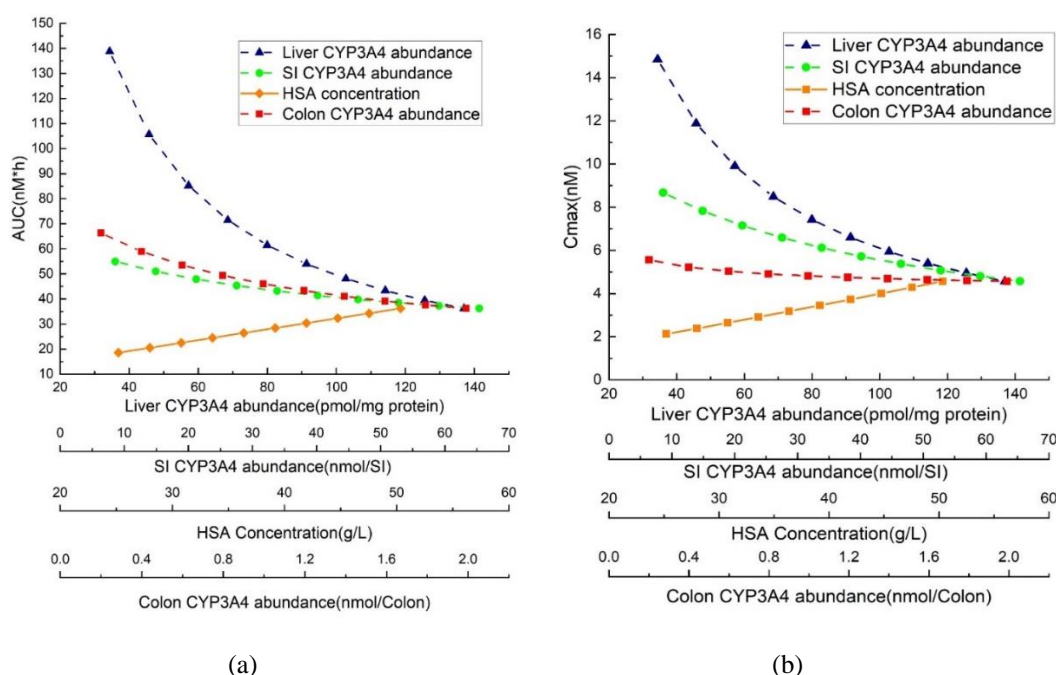 150
140
130
120
110
100
90
80
70
60
50
40
30
20
10
AUC(nM*h)
Liver CYP3A4 abundance
SI CYP3A4 abundance
HSA concentration
Colon CYP3A4 abundance
20 40 60 80 100 120 140
Liver CYP3A4 abundance(pmol/mg protein)
0 10 20 30 40 50 60 70
SI CYP3A4 abundance(nmol/SI)
20 30 40 50 60
HSA Concentration(g/L)
0.0 0.4 0.8 1.2 1.6 2.0
Colon CYP3A4 abundance(nmol/Colon)
(a)
16
14
12
10
8
6
4
2
0
Cmax(nM)
Liver CYP3A4 abundance
SI CYP3A4 abundance
HSA concentration
Colon CYP3A4 abundance
20 40 60 80 100 120 140
Liver CYP3A4 abundance(pmol/mg protein)
0 10 20 30 40 50 60 70
SI CYP3A4 abundance(nmol/SI)
20 30 40 50 60
HSA Concentration(g/L)
0.0 0.4 0.8 1.2 1.6 2.0
Colon CYP3A4 abundance(nmol/Colon)
(b)